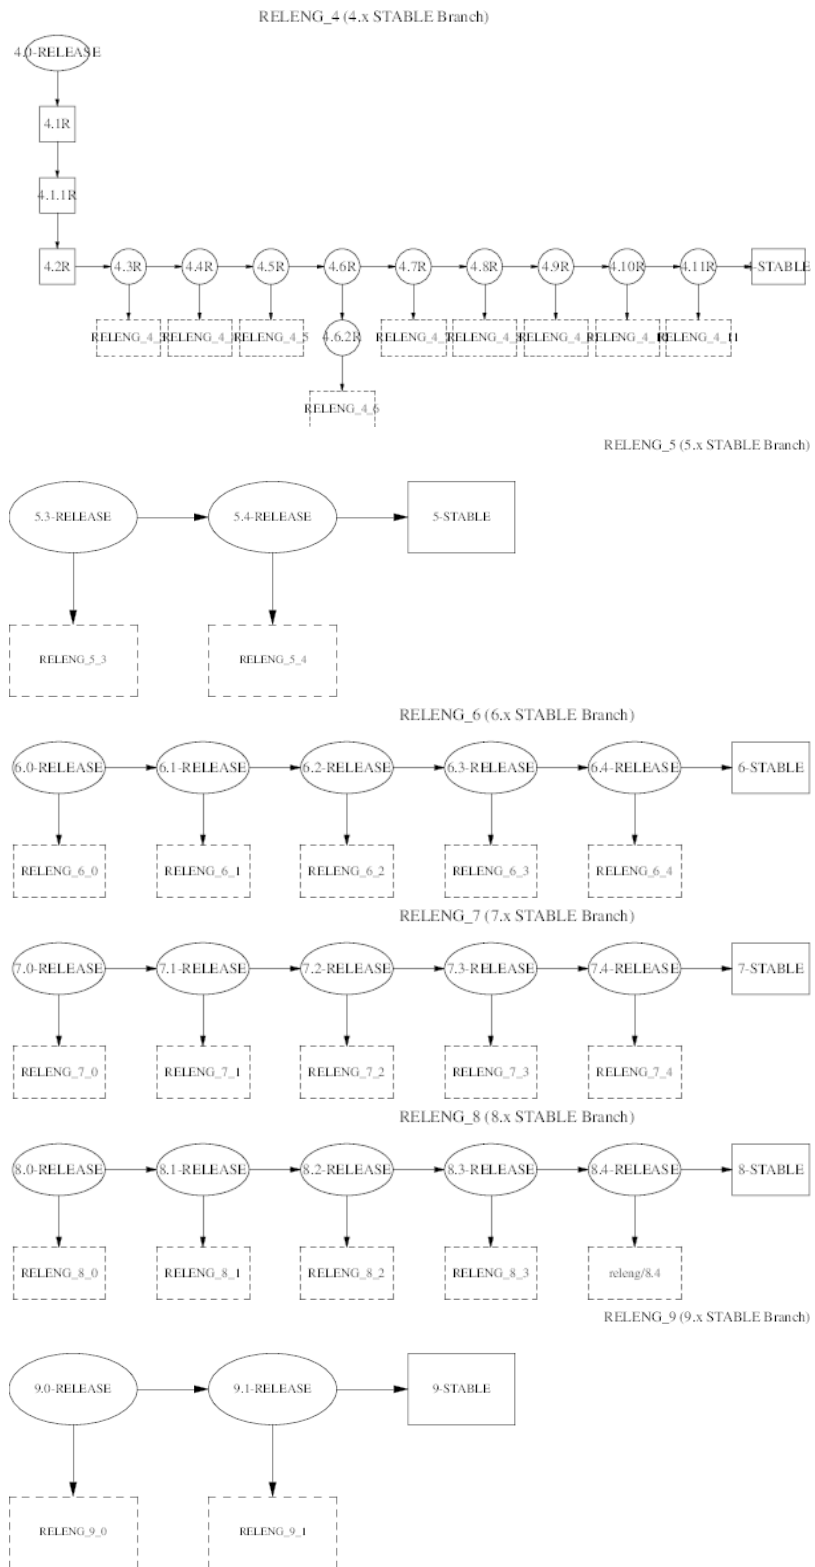 RELENG_4 (4.x STABLE Branch)
4.0-RELEASE
4.1R
4.1.1R
4.2R 4.3R 4.4R 4.5R 4.6R 4.7R 4.8R 4.9R 4.10R 4.11R 4-STABLE
RELENG_4_3 RELENG_4_4 RELENG_4_5 4.6.2R RELENG_4_7 RELENG_4_8 RELENG_4_9 RELENG_4_10 RELENG_4_11
RELENG_4_6
RELENG_5 (5.x STABLE Branch)
5.3-RELEASE 5.4-RELEASE 5-STABLE
RELENG_5_3 RELENG_5_4
RELENG_6 (6.x STABLE Branch)
6.0-RELEASE 6.1-RELEASE 6.2-RELEASE 6.3-RELEASE 6.4-RELEASE 6-STABLE
RELENG_6_0 RELENG_6_1 RELENG_6_2 RELENG_6_3 RELENG_6_4
RELENG_7 (7.x STABLE Branch)
7.0-RELEASE 7.1-RELEASE 7.2-RELEASE 7.3-RELEASE 7.4-RELEASE 7-STABLE
RELENG_7_0 RELENG_7_1 RELENG_7_2 RELENG_7_3 RELENG_7_4
RELENG_8 (8.x STABLE Branch)
8.0-RELEASE 8.1-RELEASE 8.2-RELEASE 8.3-RELEASE 8.4-RELEASE 8-STABLE
RELENG_8_0 RELENG_8_1 RELENG_8_2 RELENG_8_3 releng/8.4
RELENG_9 (9.x STABLE Branch)
9.0-RELEASE 9.1-RELEASE 9-STABLE
RELENG_9_0 RELENG_9_1